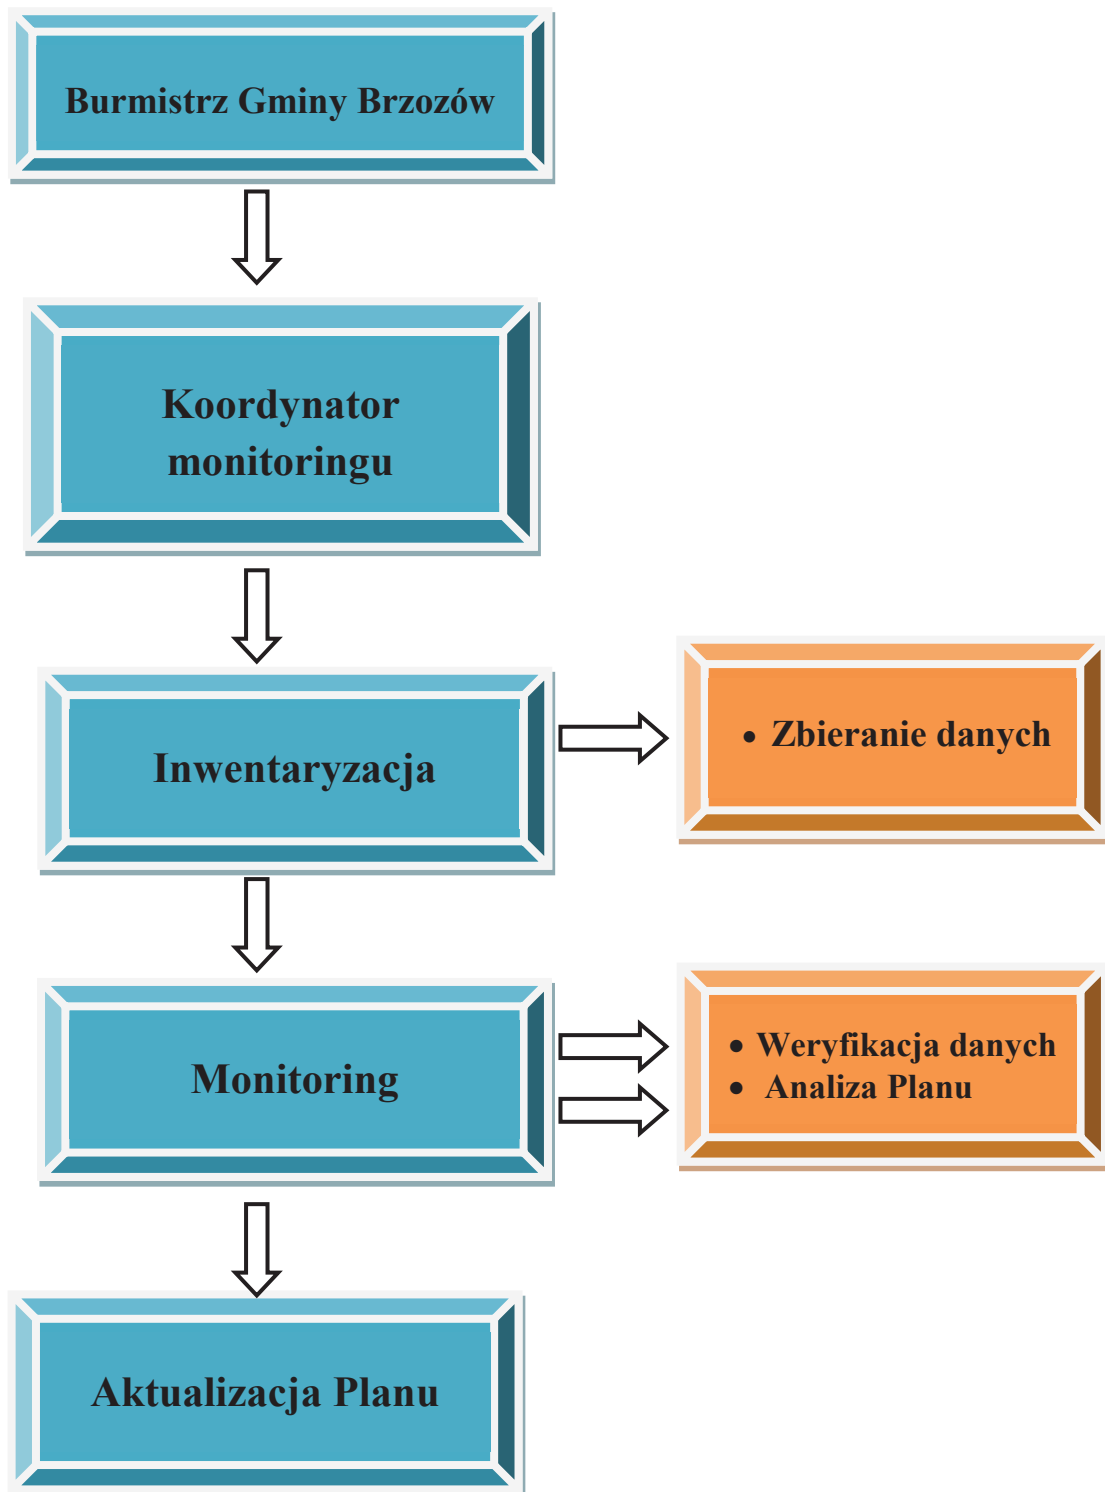 Burmistrz Gminy Brzozów
Koordynator
monitoringu
Inwentaryzacja
• Zbieranie danych
Monitoring
• Weryfikacja danych
• Analiza Planu
Aktualizacja Planu